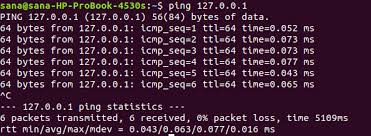 sana@sana-HP-ProBook-4530s:~$ ping 127.0.0.1
PING 127.0.0.1 (127.0.0.1) 56(84) bytes of data.
64 bytes from 127.0.0.1: icmp_seq=1 ttl=64 time=0.052 ms
64 bytes from 127.0.0.1: icmp_seq=2 ttl=64 time=0.073 ms
64 bytes from 127.0.0.1: icmp_seq=3 ttl=64 time=0.073 ms
64 bytes from 127.0.0.1: icmp_seq=4 ttl=64 time=0.077 ms
64 bytes from 127.0.0.1: icmp_seq=5 ttl=64 time=0.043 ms
64 bytes from 127.0.0.1: icmp_seq=6 ttl=64 time=0.065 ms
^C
--- 127.0.0.1 ping statistics ---
6 packets transmitted, 6 received, 0% packet loss, time 5109ms
rtt min/avg/max/mdev = 0.043/0.063/0.077/0.016 ms